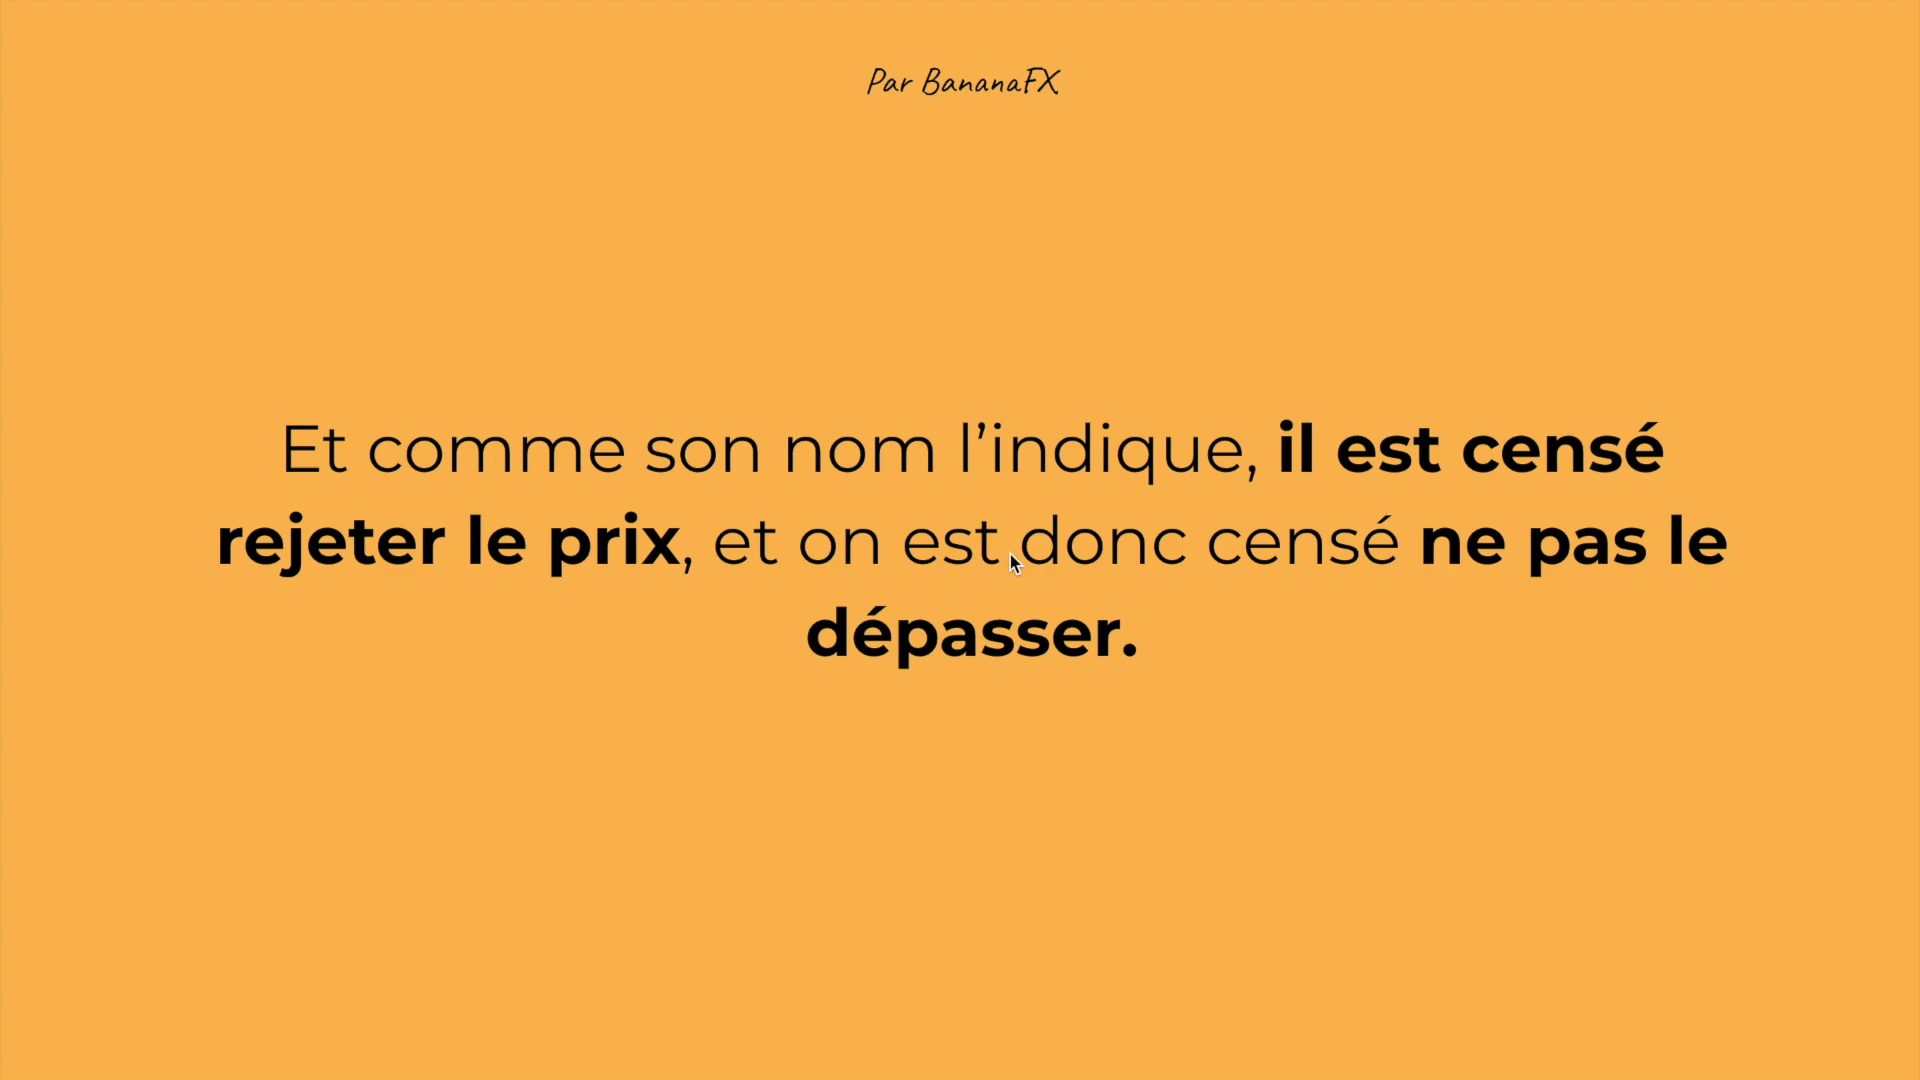 Par BananaFX
Et comme son nom l’indique, il est censé
rejeter le prix, et on est donc censé ne pas le
dépasser.